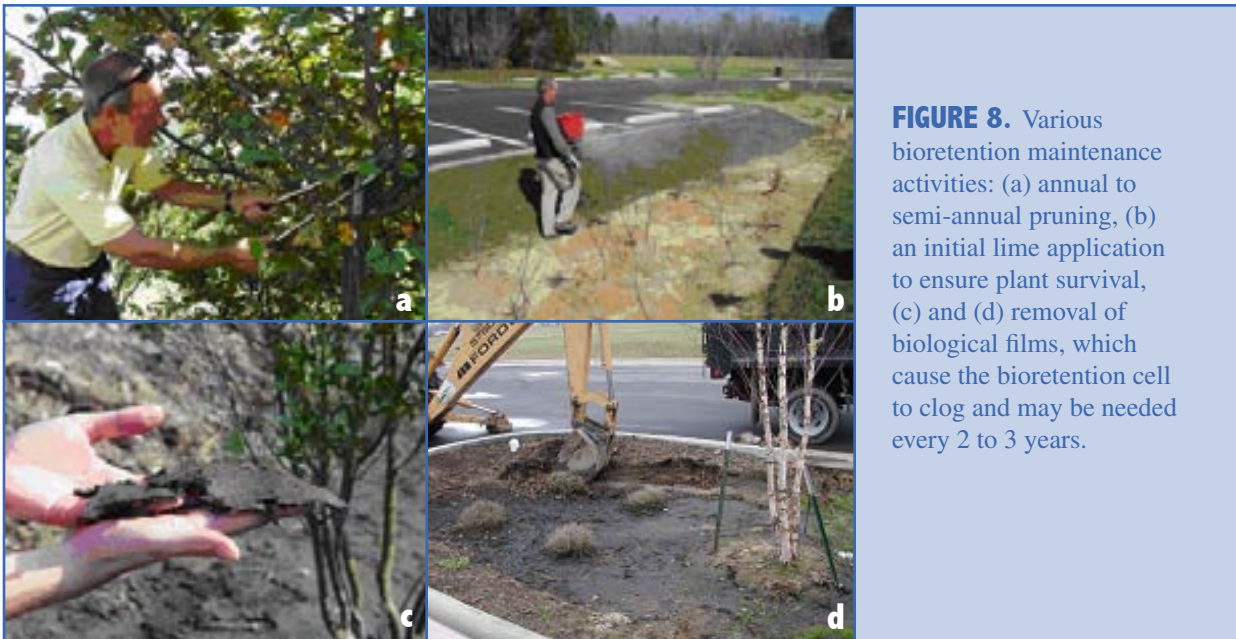 a
b
c
d
FORD
FIGURE 8. Various
bioretention maintenance
activities: (a) annual to
semi-annual pruning, (b)
an initial lime application
to ensure plant survival,
(c) and (d) removal of
biological films, which
cause the bioretention cell
to clog and may be needed
every 2 to 3 years.